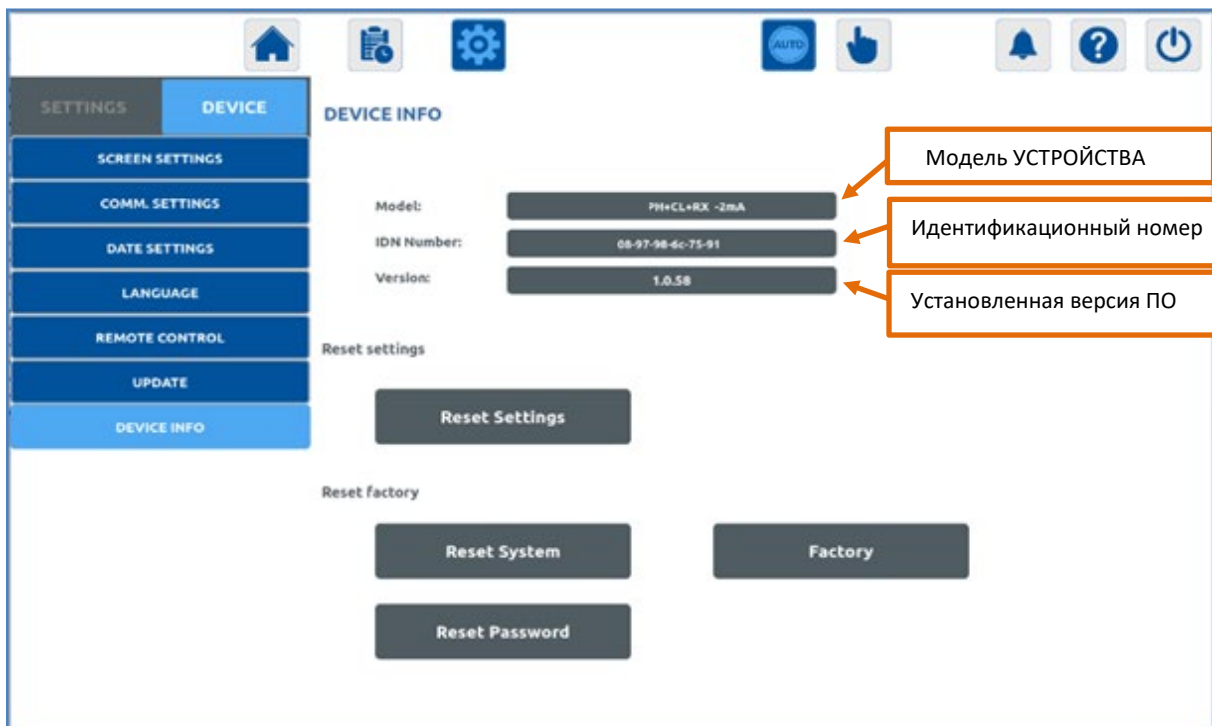 AUTO
?
SETTINGS
DEVICE
SCREEN SETTINGS
COMM. SETTINGS
DATE SETTINGS
LANGUAGE
REMOTE CONTROL
UPDATE
DEVICE INFO
DEVICE INFO
Модель УСТРОЙСТВА
Model: PH+CL+RX -2mA
Идентификационный номер
IDN Number: 08-97-98-6c-75-91
Version: 1.0.58
Установленная версия ПО
Reset settings
Reset Settings
Reset factory
Reset System
Factory
Reset Password